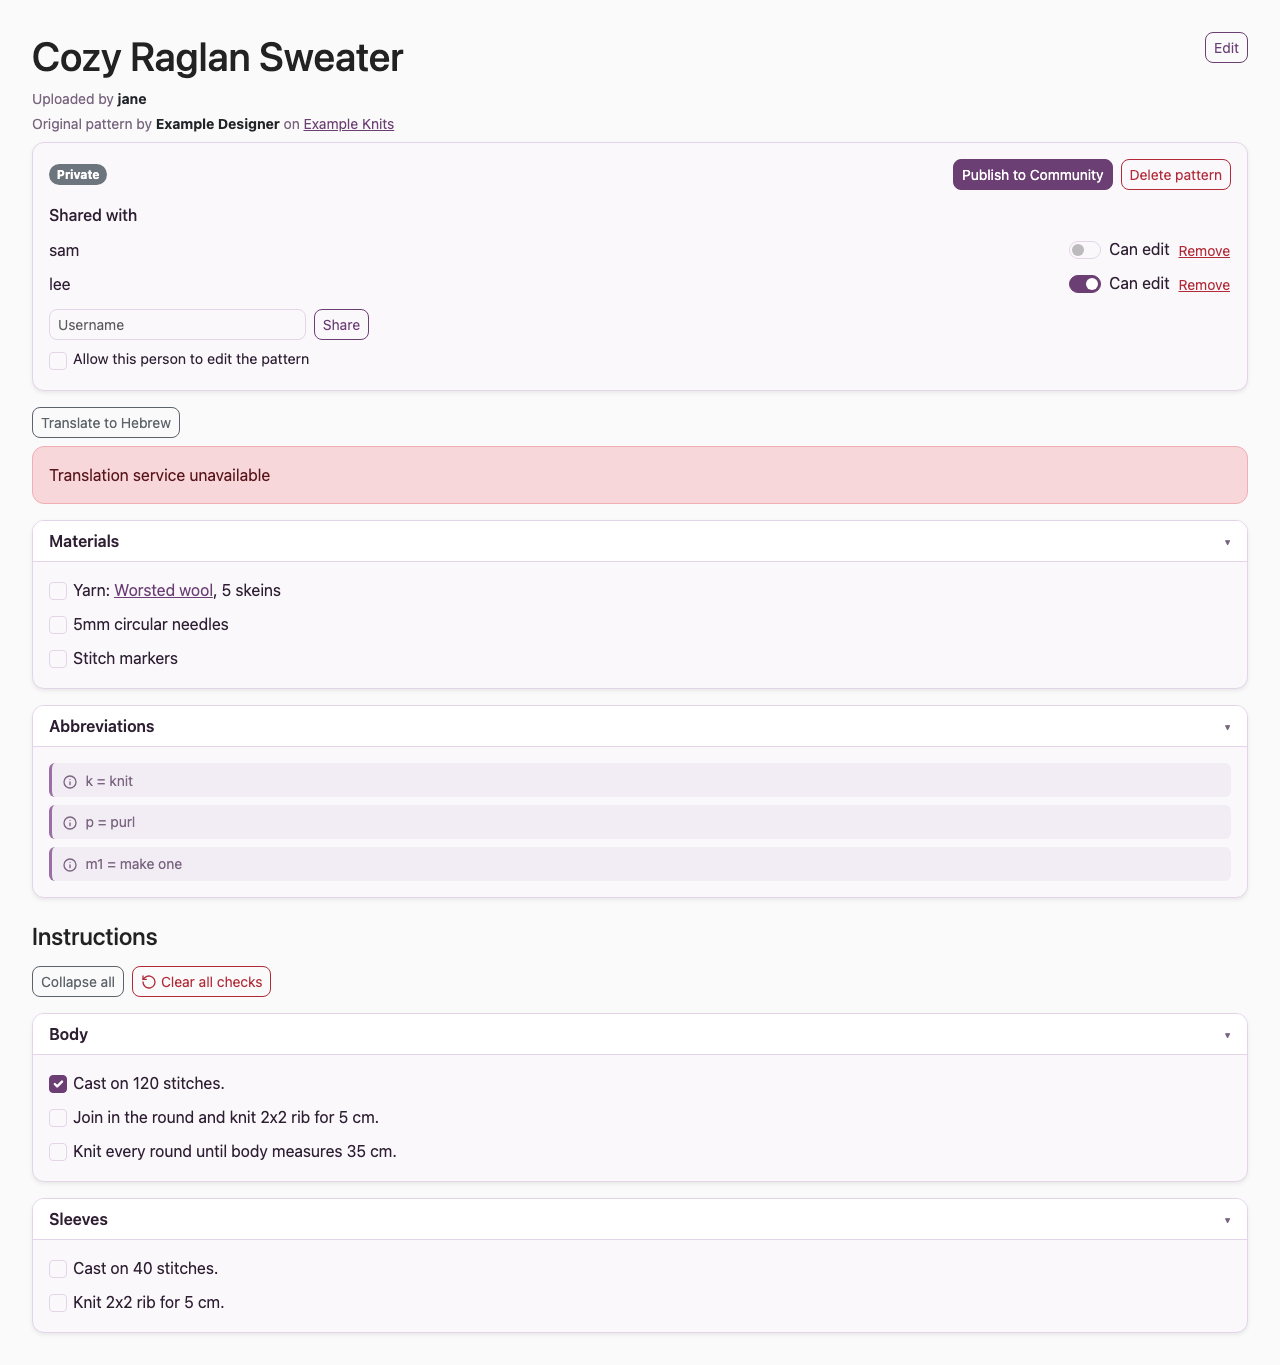 Cozy Raglan Sweater
Edit
Uploaded by jane
Original pattern by Example Designer on Example Knits
Private
Publish to Community
Delete pattern
Shared with
sam
Can edit
Remove
lee
Can edit
Remove
Username
Share
Allow this person to edit the pattern
Translate to Hebrew
Translation service unavailable
Materials
Yarn: Worsted wool, 5 skeins
5mm circular needles
Stitch markers
Abbreviations
k = knit
p = purl
m1 = make one
Instructions
Collapse all
Clear all checks
Body
Cast on 120 stitches.
Join in the round and knit 2x2 rib for 5 cm.
Knit every round until body measures 35 cm.
Sleeves
Cast on 40 stitches.
Knit 2x2 rib for 5 cm.